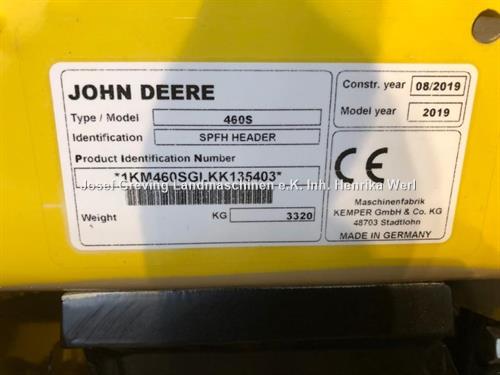 JOHN DEERE
Type / Model 460S
Identification SPFH HEADER
Product Identification Number
*1KM460SGLKK135403*
Weight KG 3320
Constr. year 08/2019
Model year 2019
CE
Maschinenfabrik
KEMPER GmbH & Co. KG
48703 Stadtlohn
MADE IN GERMANY
Josef Greving Landmaschinen e.K. Inh. Henrika Werl